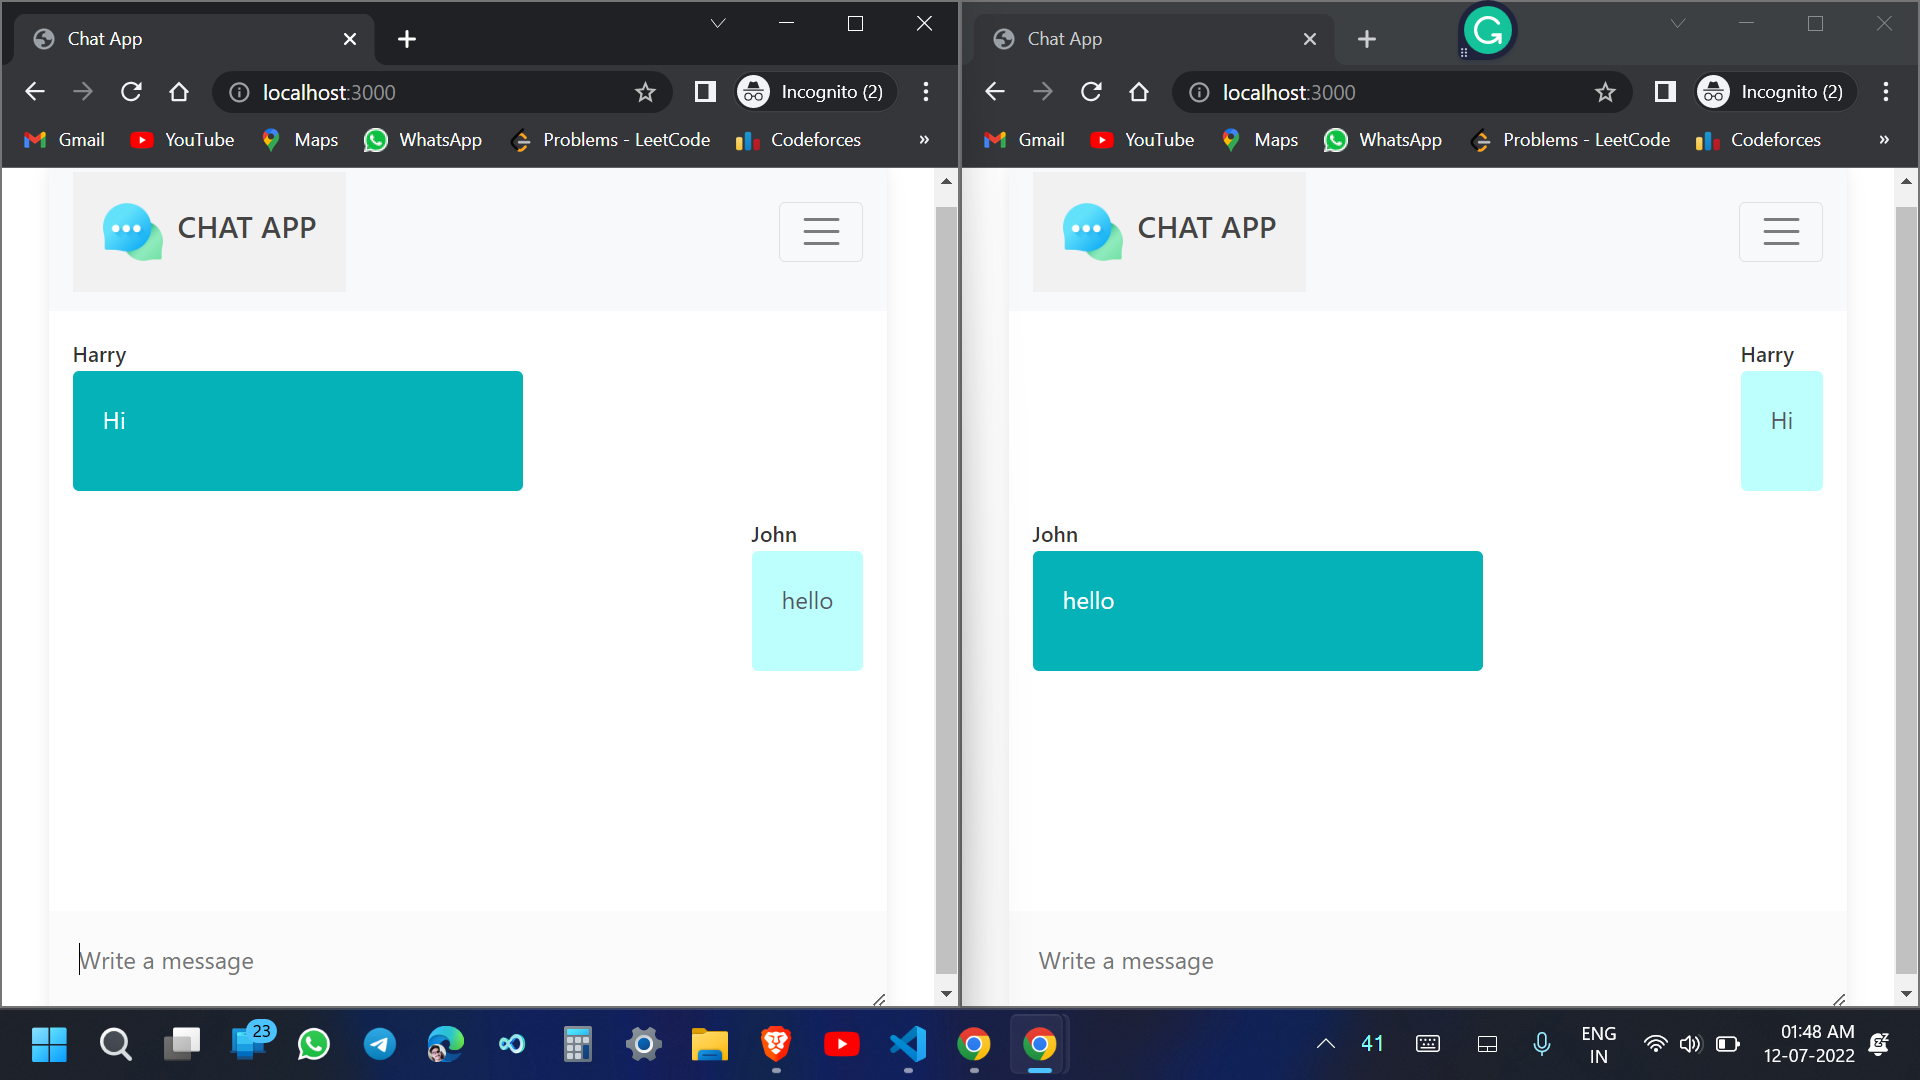 Chat App
localhost:3000
Incognito (2)
Gmail
YouTube
Maps
WhatsApp
Problems - LeetCode
Codeforces
»
CHAT APP
Harry
Hi
John
hello
Write a message
Chat App
G
localhost:3000
Incognito (2)
Gmail
YouTube
Maps
WhatsApp
Problems - LeetCode
Codeforces
»
CHAT APP
Harry
Hi
John
hello
Write a message
23
41
ENG
IN
01:48 AM
12-07-2022